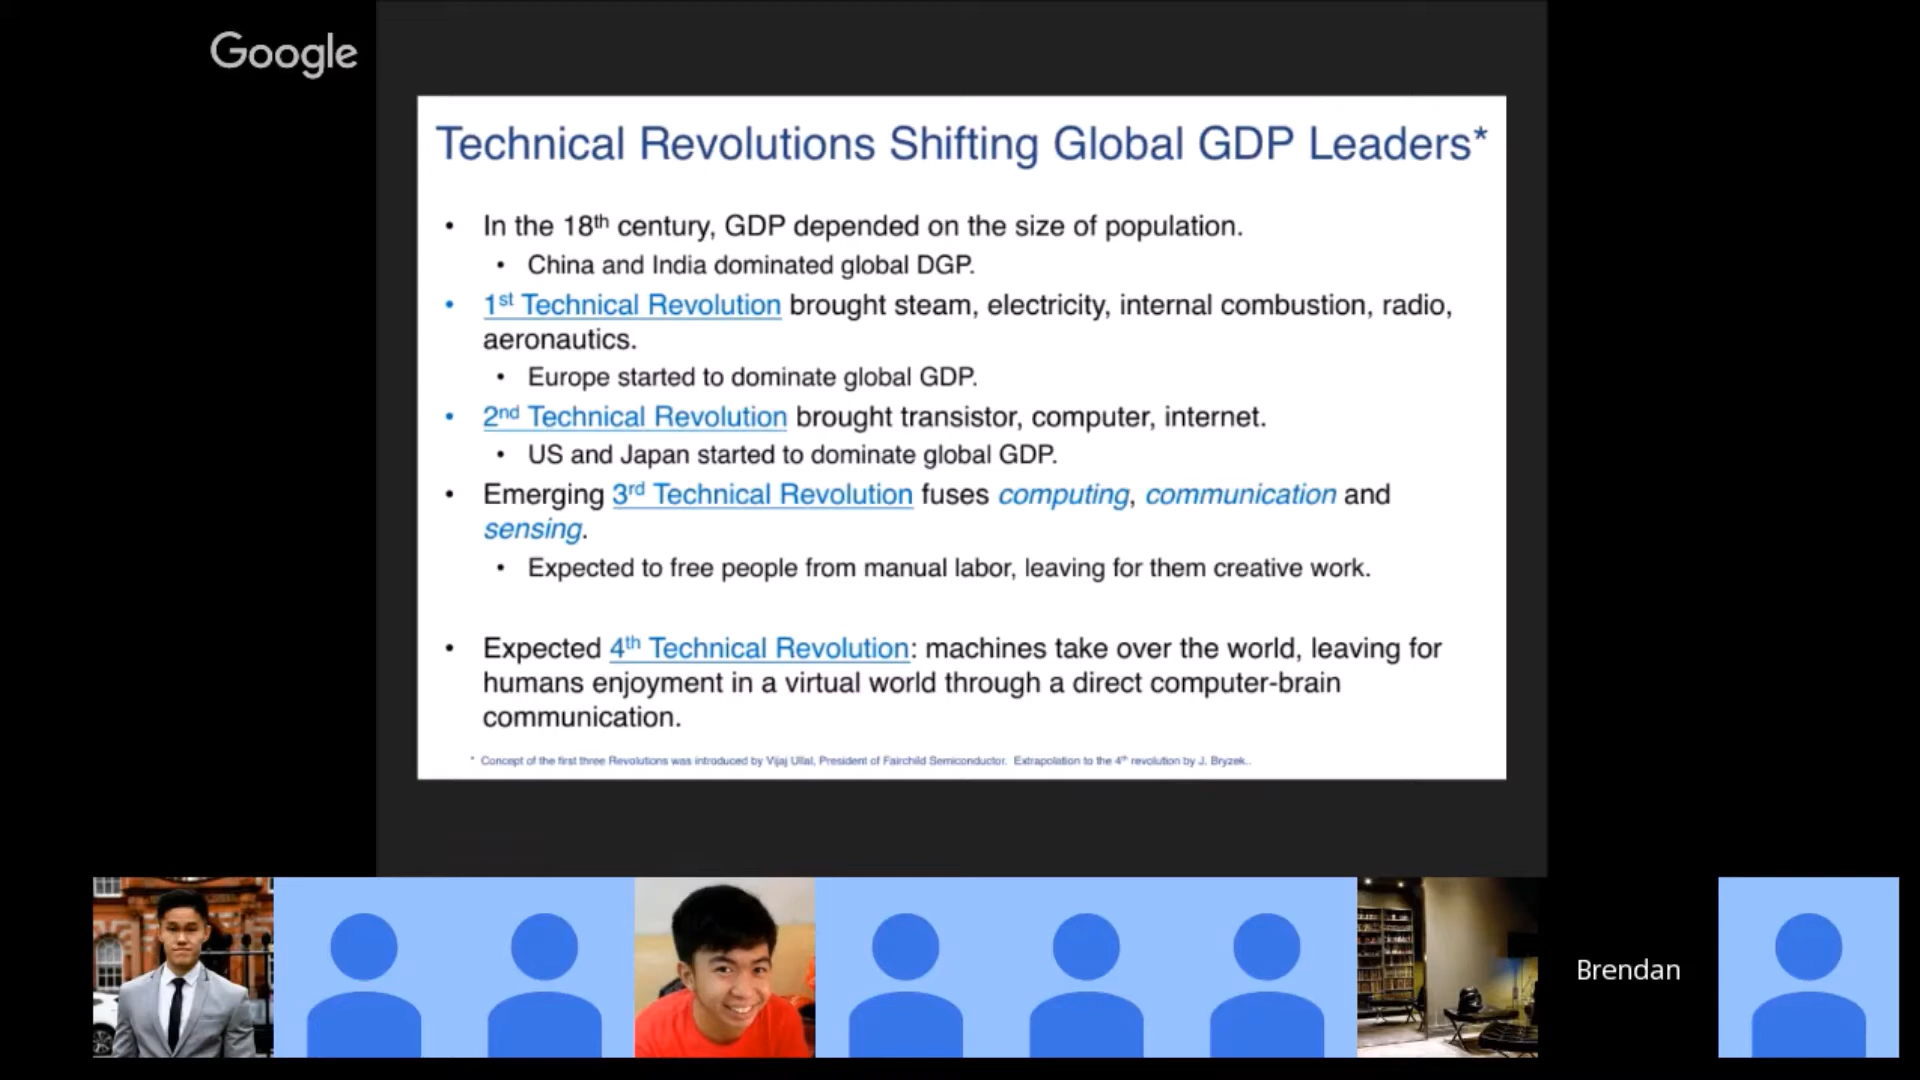 Google
Technical Revolutions Shifting Global GDP Leaders*
• In the 18th century, GDP depended on the size of population.
• China and India dominated global DGP.
• 1st Technical Revolution brought steam, electricity, internal combustion, radio,
aeronautics.
• Europe started to dominate global GDP.
• 2nd Technical Revolution brought transistor, computer, internet.
• US and Japan started to dominate global GDP.
• Emerging 3rd Technical Revolution fuses computing, communication and
sensing.
• Expected to free people from manual labor, leaving for them creative work.
• Expected 4th Technical Revolution: machines take over the world, leaving for
humans enjoyment in a virtual world through a direct computer-brain
communication.
* Concept of the first three Revolutions was introduced by Vijaj Ullal, President of Fairchild Semiconductor. Extrapolation to the 4th revolution by J. Bryzek..
Brendan